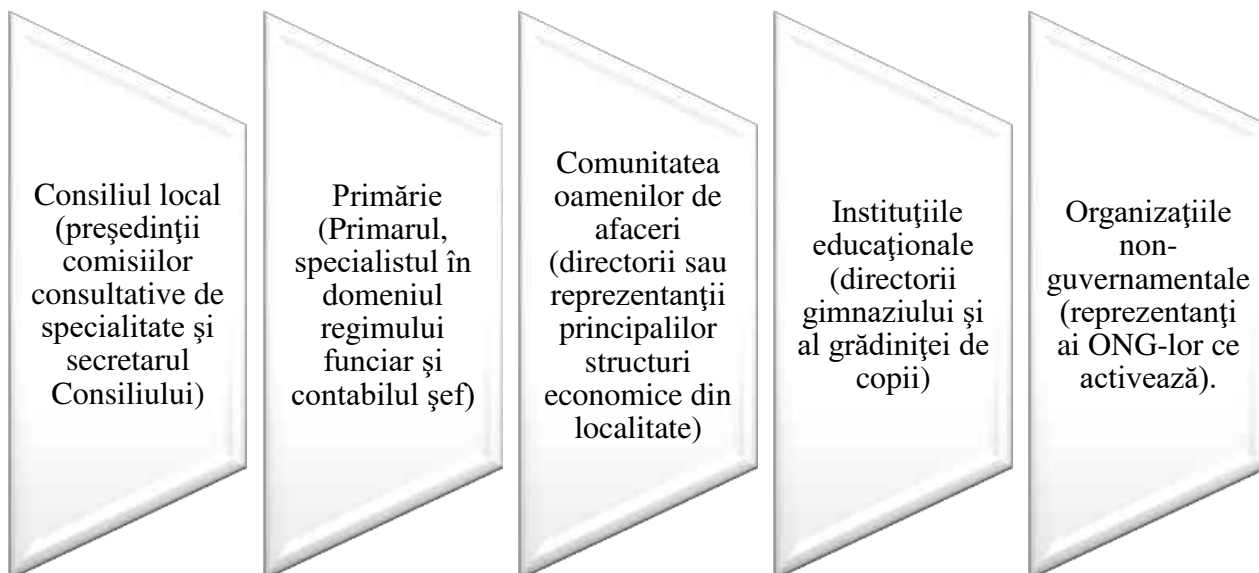 Consiliul local
(preşedinţii
comisiilor
consultative de
specialitate şi
secretarul
Consiliului)
Primărie
(Primarul,
specialistul în
domeniul
regimului
funciar şi
contabilul şef)
Comunitatea
oamenilor de
afaceri
(directorii sau
reprezentanţii
principalilor
structuri
economice din
localitate)
Instituţiile
educaţionale
(directorii
gimnaziului şi
al grădiniţei de
copii)
Organizaţiile
non-
guvernamentale
(reprezentanţi
ai ONG-lor ce
activează).